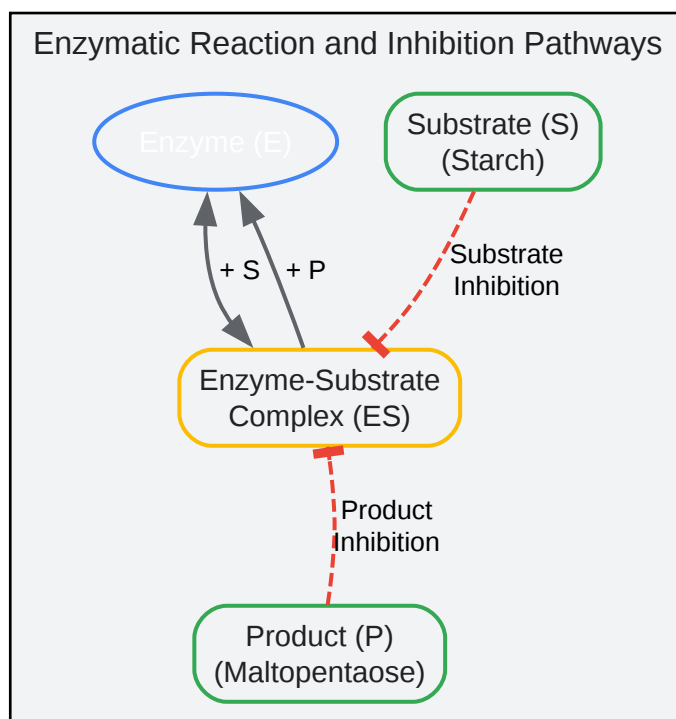 Enzymatic Reaction and Inhibition Pathways
Enzyme (E)
Substrate (S)
(Starch)
+ S
+ P
Substrate
Inhibition
Enzyme-Substrate
Complex (ES)
Product
Inhibition
Product (P)
(Maltopentaose)